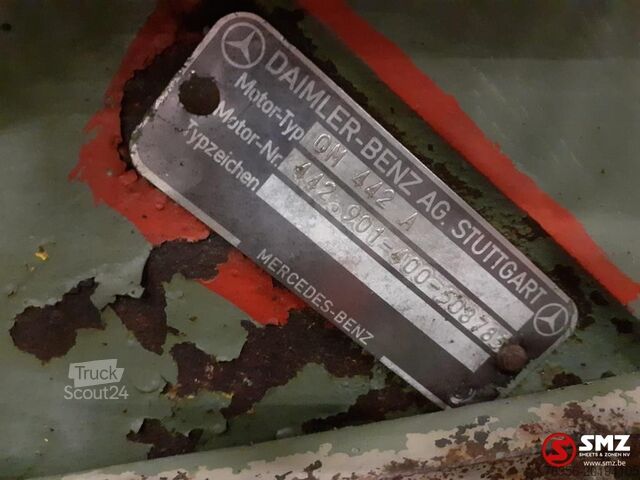 DAIMLER-BENZ AG. STUTTGART
Motor-Typ OM 442 A
Motor-Nr. 442.901-400-508783
Typzeichen
MERCEDES-BENZ
Truck
Scout24
SMZ
SMEETS & ZONEN NV
www.smz.be